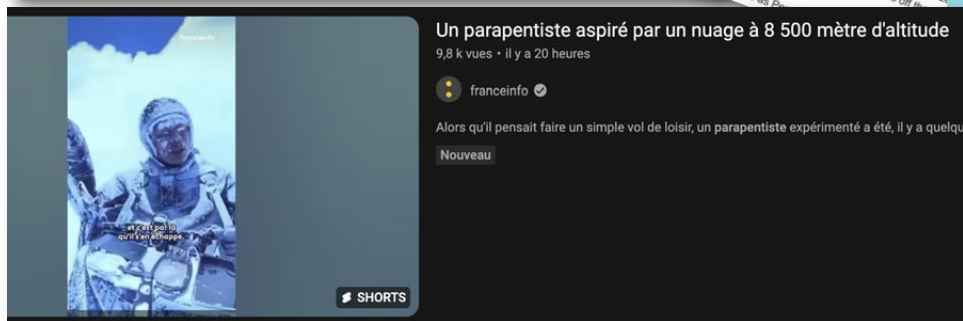 Un parapentiste aspiré par un nuage à 8 500 mètre d'altitude
9,8 k vues • il y a 20 heures
franceinfo
Alors qu'il pensait faire un simple vol de loisir, un parapentiste expérimenté a été, il y a quelqu
Nouveau
franceinfo
et c'est par là
qu'il s'en échappe.
SHORTS